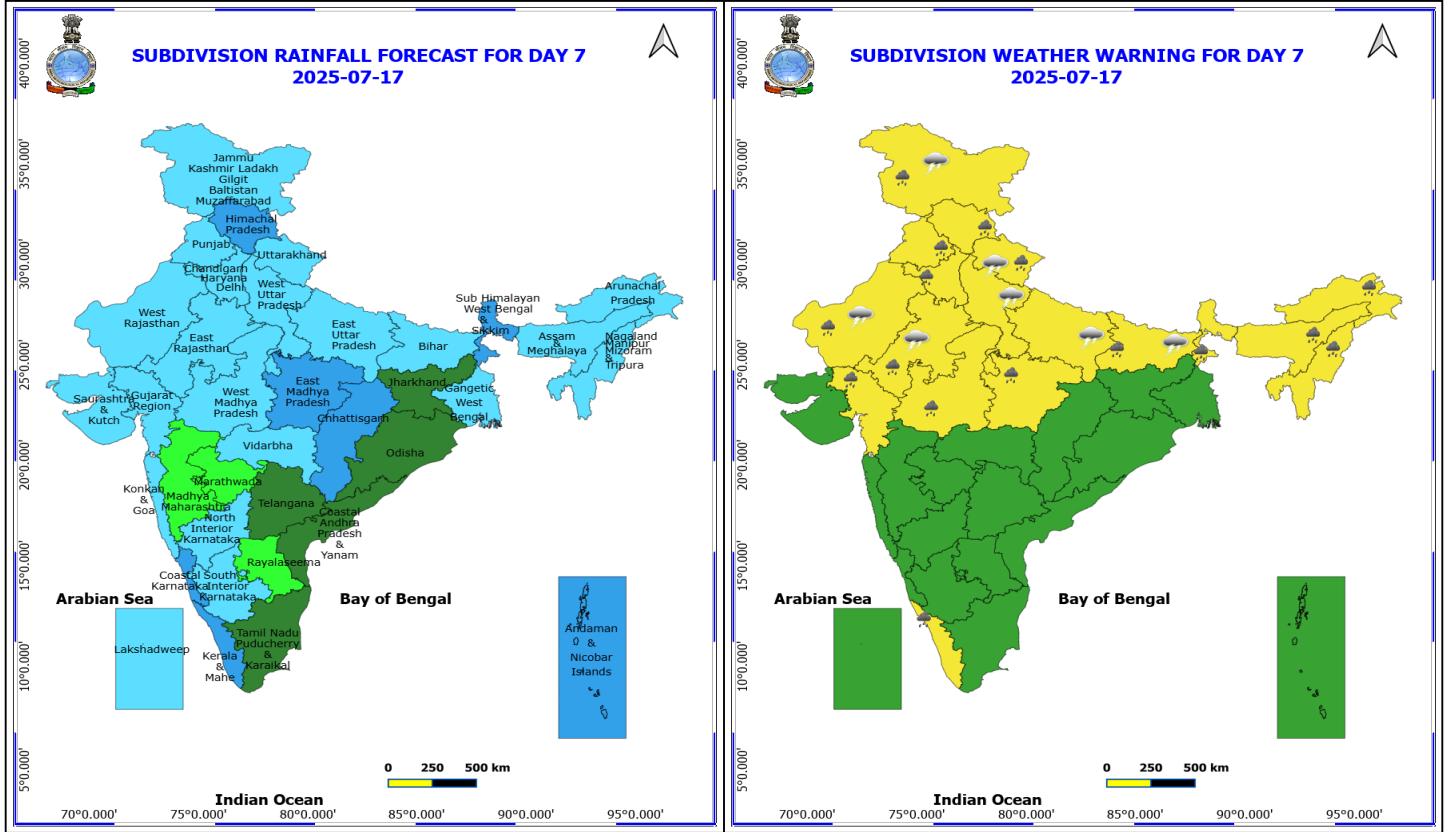 SUBDIVISION RAINFALL FORECAST FOR DAY 7
2025-07-17
40°0.000'
35°0.000'
30°0.000'
25°0.000'
20°0.000'
15°0.000'
10°0.000'
5°0.000'
Jammu
Kashmir Ladakh
Gilgit
Baltistan
Muzaffarabad
Himachal
Pradesh
Punjab
Uttarakhand
Chandigarh
Haryana
Delhi
West
Uttar
Pradesh
West
Rajasthan
East
Rajasthan
East
Uttar
Pradesh
Bihar
Sub Himalayan
West Bengal
&
Sikkim
Arunachal
Pradesh
Assam
&
Meghalaya
Nagaland
Manipur
Mizoram
&
Tripura
Saurashtra
&
Kutch
Gujarat
Region
West
Madhya
Pradesh
East
Madhya
Pradesh
Jharkhand
Gangetic
West
Bengal
Chhattisgarh
Vidarbha
Odisha
Konkan
&
Goa
Madhya
Maharashtra
Marathwada
Telangana
Coastal
Andhra
Pradesh
&
Yanam
North
Interior
Karnataka
Rayalaseema
Coastal
Karnataka
South
Interior
Karnataka
Tamil Nadu
Puducherry
&
Karaikal
Kerala
&
Mahe
Arabian Sea
Lakshadweep
Bay of Bengal
Andaman
&
Nicobar
Islands
0 250 500 km
Indian Ocean
70°0.000' 75°0.000' 80°0.000' 85°0.000' 90°0.000' 95°0.000'
SUBDIVISION WEATHER WARNING FOR DAY 7
2025-07-17
40°0.000'
35°0.000'
30°0.000'
25°0.000'
20°0.000'
15°0.000'
10°0.000'
5°0.000'
Arabian Sea
Bay of Bengal
0 250 500 km
Indian Ocean
70°0.000' 75°0.000' 80°0.000' 85°0.000' 90°0.000' 95°0.000'